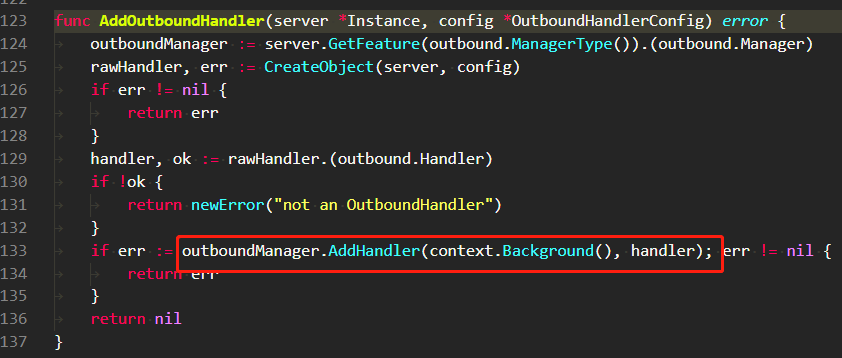 122
123 func AddOutboundHandler(server *Instance, config *OutboundHandlerConfig) error {
124 outboundManager := server.GetFeature(outbound.ManagerType()).(outbound.Manager)
125 rawHandler, err := CreateObject(server, config)
126 if err != nil {
127 return err
128 }
129 handler, ok := rawHandler.(outbound.Handler)
130 if !ok {
131 return newError("not an OutboundHandler")
132 }
133 if err := outboundManager.AddHandler(context.Background(), handler); err != nil {
134 return err
135 }
136 return nil
137 }